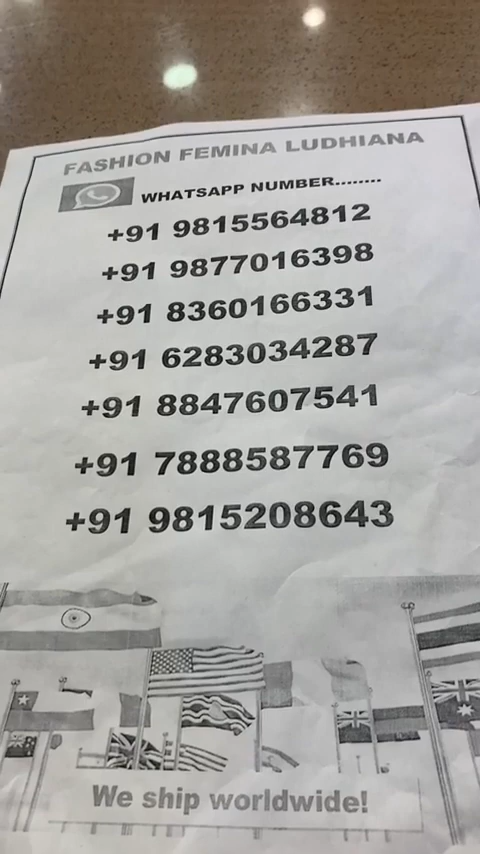 FASHION FEMINA LUDHIANA
WHATSAPP NUMBER........
+91 9815564812
+91 9877016398
+91 8360166331
+91 6283034287
+91 8847607541
+91 7888587769
+91 9815208643
We ship worldwide!